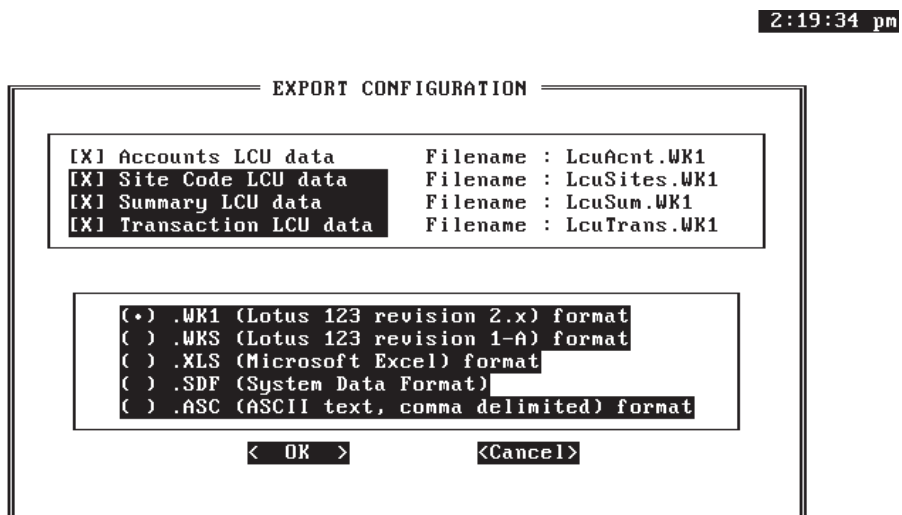 2:19:34 pm
EXPORT CONFIGURATION
[X] Accounts LCU data Filename : LcuAcnt.WK1
[X] Site Code LCU data Filename : LcuSites.WK1
[X] Summary LCU data Filename : LcuSum.WK1
[X] Transaction LCU data Filename : LcuTrans.WK1
(•) .WK1 (Lotus 123 revision 2.x) format
( ) .WKS (Lotus 123 revision 1-A) format
( ) .XLS (Microsoft Excel) format
( ) .SDF (System Data Format)
( ) .ASC (ASCII text, comma delimited) format
< OK > <Cancel>